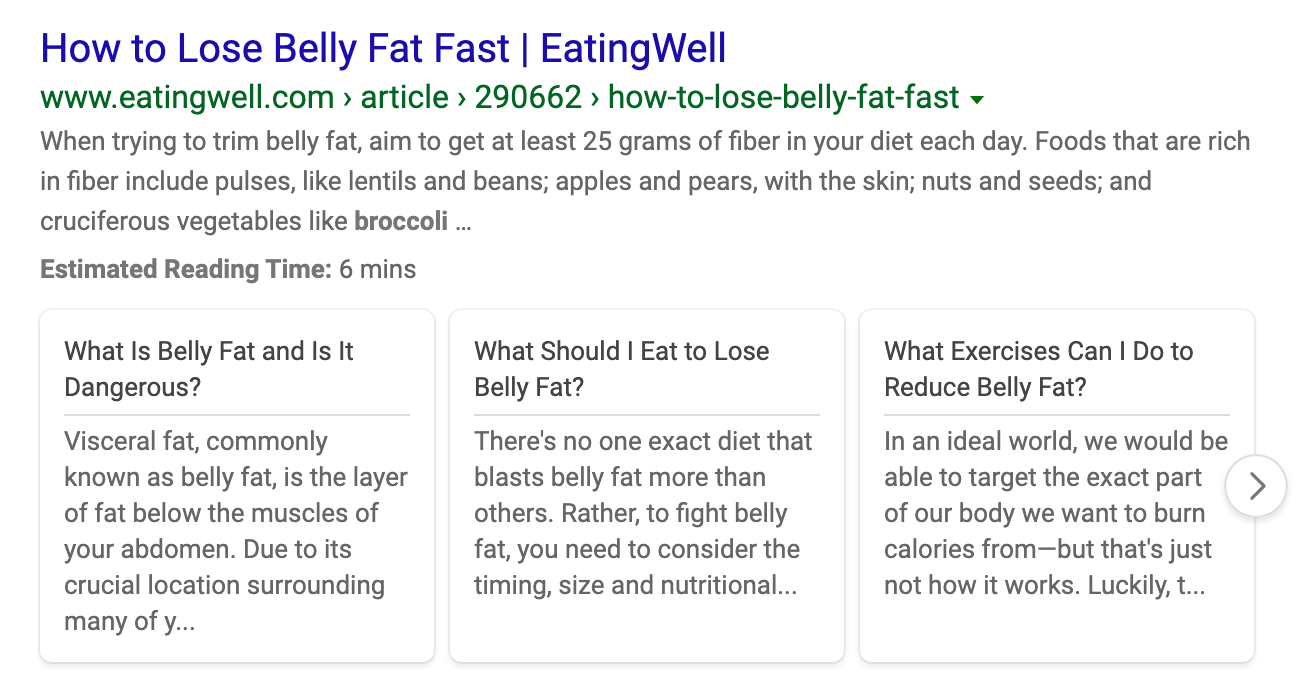 How to Lose Belly Fat Fast | EatingWell
www.eatingwell.com › article › 290662 › how-to-lose-belly-fat-fast
When trying to trim belly fat, aim to get at least 25 grams of fiber in your diet each day. Foods that are rich
in fiber include pulses, like lentils and beans; apples and pears, with the skin; nuts and seeds; and
cruciferous vegetables like broccoli ...
Estimated Reading Time: 6 mins
What Is Belly Fat and Is It
Dangerous?
Visceral fat, commonly
known as belly fat, is the layer
of fat below the muscles of
your abdomen. Due to its
crucial location surrounding
many of y...
What Should I Eat to Lose
Belly Fat?
There's no one exact diet that
blasts belly fat more than
others. Rather, to fight belly
fat, you need to consider the
timing, size and nutritional...
What Exercises Can I Do to
Reduce Belly Fat?
In an ideal world, we would be
able to target the exact part
of our body we want to burn
calories from—but that's just
not how it works. Luckily, t...